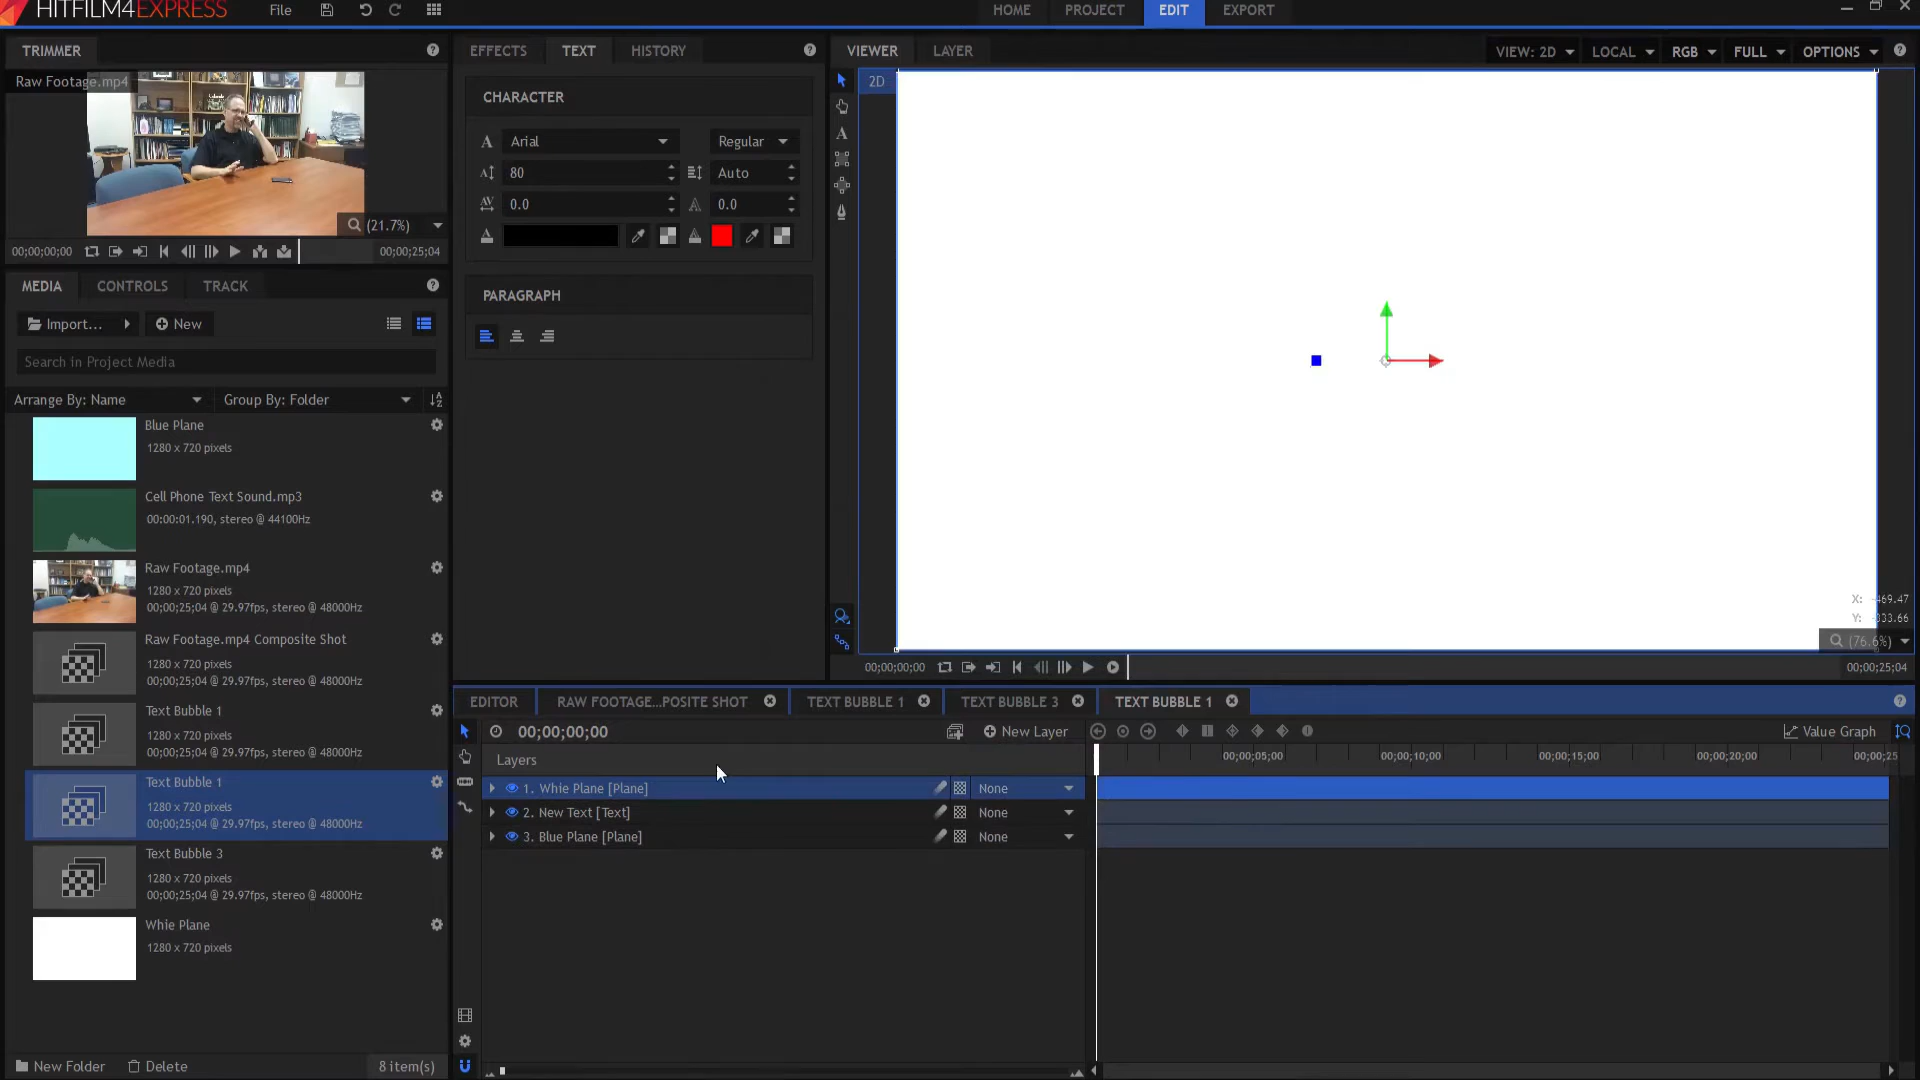 HITFILM4EXPRESS
File
HOME
PROJECT
EDIT
EXPORT
TRIMMER
Raw Footage.mp4
(21.7%)
00;00;00;00
00;00;25;04
EFFECTS
TEXT
HISTORY
CHARACTER
Arial
Regular
80
Auto
0.0
0.0
PARAGRAPH
VIEWER
LAYER
VIEW: 2D
LOCAL
RGB
FULL
OPTIONS
2D
X: -469.47
Y: -333.66
(76.6%)
00;00;00;00
00;00;25;04
MEDIA
CONTROLS
TRACK
Import...
New
Search in Project Media
Arrange By: Name
Group By: Folder
Blue Plane
1280 x 720 pixels
Cell Phone Text Sound.mp3
00:00:01.190, stereo @ 44100Hz
Raw Footage.mp4
1280 x 720 pixels
00;00;25;04 @ 29.97fps, stereo @ 48000Hz
Raw Footage.mp4 Composite Shot
1280 x 720 pixels
00;00;25;04 @ 29.97fps, stereo @ 48000Hz
Text Bubble 1
1280 x 720 pixels
00;00;25;04 @ 29.97fps, stereo @ 48000Hz
Text Bubble 1
1280 x 720 pixels
00;00;25;04 @ 29.97fps, stereo @ 48000Hz
Text Bubble 3
1280 x 720 pixels
00;00;25;04 @ 29.97fps, stereo @ 48000Hz
Whie Plane
1280 x 720 pixels
New Folder
Delete
8 item(s)
EDITOR
RAW FOOTAGE...POSITE SHOT
TEXT BUBBLE 1
TEXT BUBBLE 3
TEXT BUBBLE 1
00;00;00;00
New Layer
Value Graph
Layers
00;00;05;00
00;00;10;00
00;00;15;00
00;00;20;00
00;00;25
1. Whie Plane [Plane]
None
2. New Text [Text]
None
3. Blue Plane [Plane]
None